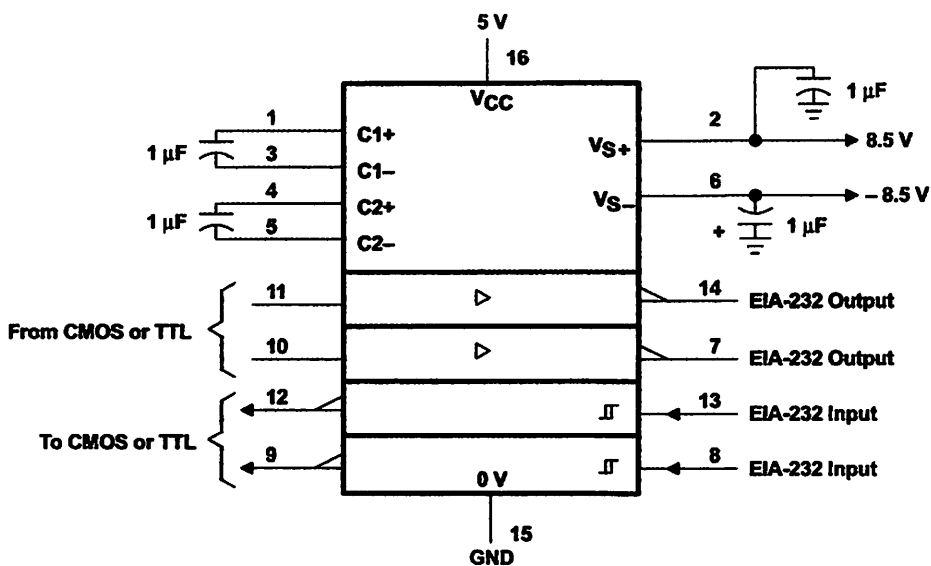 5 V
16
VCC
1
C1+
1 μF
3
C1–
4
C2+
1 μF
5
C2–
2
VS+
1 μF
8.5 V
6
VS–
– 8.5 V
+
1 μF
From CMOS or TTL
11
14
EIA-232 Output
10
7
EIA-232 Output
To CMOS or TTL
12
13
EIA-232 Input
9
8
EIA-232 Input
0 V
15
GND